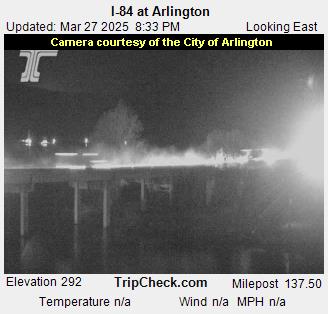 I-84 at Arlington
Updated: Mar 27 2025 8:33 PM Looking East
Camera courtesy of the City of Arlington
Elevation 292 TripCheck.com Milepost 137.50
Temperature n/a Wind n/a MPH n/a